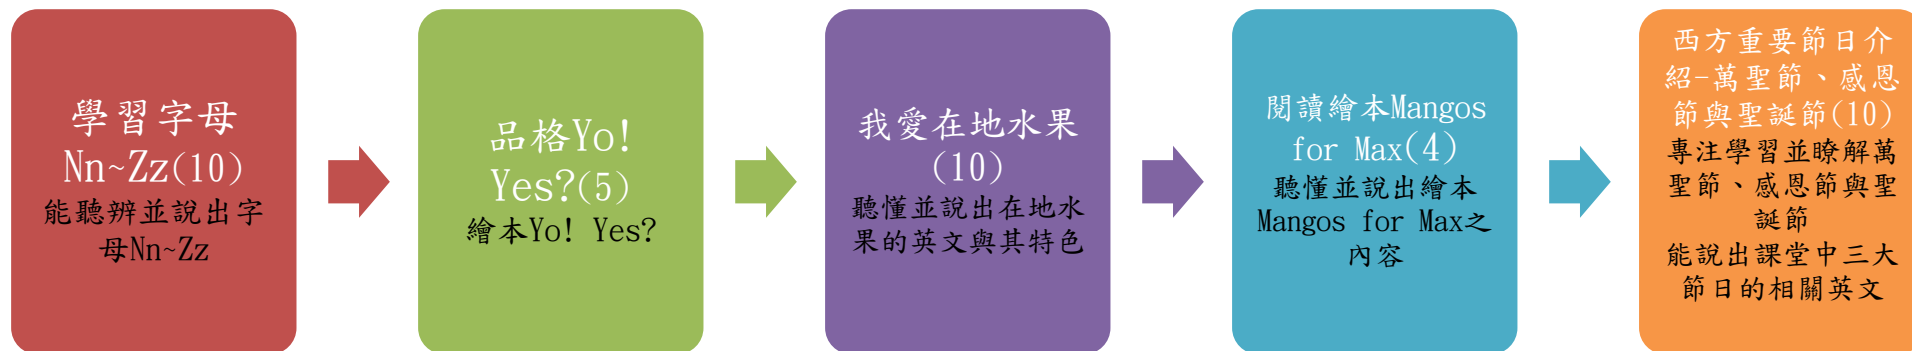 學習字母
Nn~Zz(10)
能聽辨並說出字
母Nn~Zz
品格Yo!
Yes?(5)
繪本Yo! Yes?
我愛在地水果
(10)
聽懂並說出在地水
果的英文與其特色
閱讀繪本Mangos
for Max(4)
聽懂並說出繪本
Mangos for Max之
內容
西方重要節日介
紹-萬聖節、感恩
節與聖誕節(10)
專注學習並瞭解萬
聖節、感恩節與聖
誕節
能說出課堂中三大
節日的相關英文